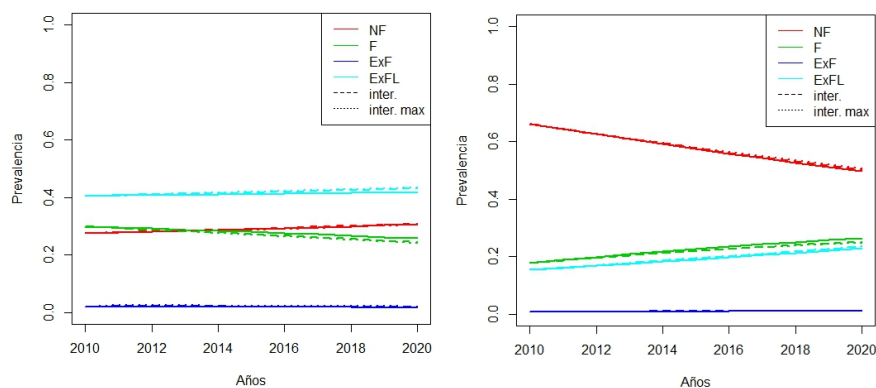 NF
F
ExF
ExFL
inter.
inter. max
Prevalencia
0.0 0.2 0.4 0.6 0.8 1.0
2010 2012 2014 2016 2018 2020
Años
NF
F
ExF
ExFL
inter.
inter. max
Prevalencia
0.0 0.2 0.4 0.6 0.8 1.0
2010 2012 2014 2016 2018 2020
Años